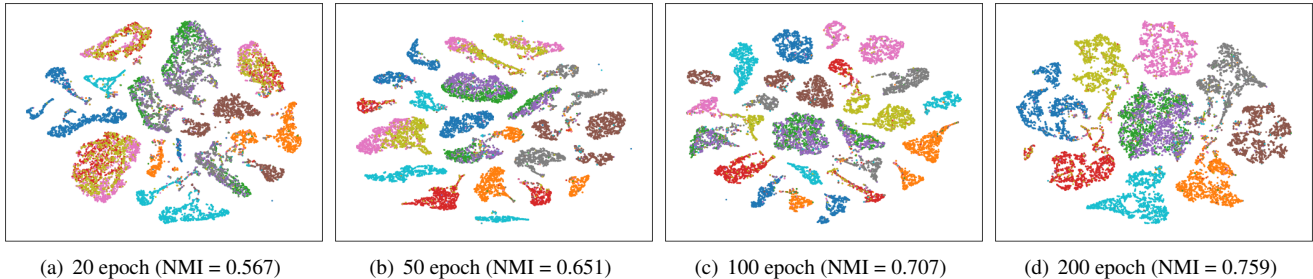 (a) 20 epoch (NMI = 0.567)
(b) 50 epoch (NMI = 0.651)
(c) 100 epoch (NMI = 0.707)
(d) 200 epoch (NMI = 0.759)